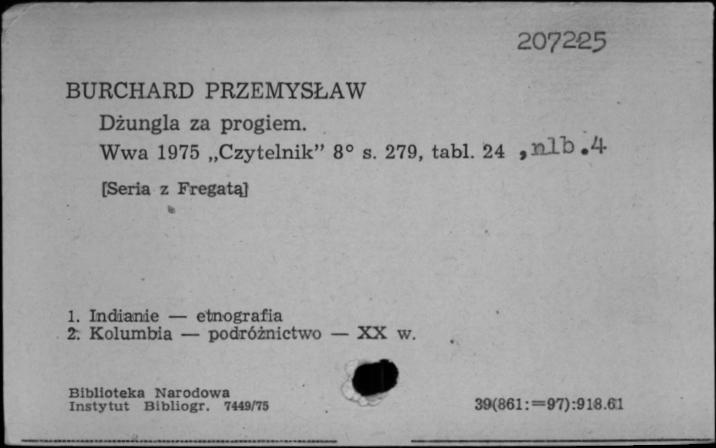 207225
BURCHARD PRZEMYSŁAW
Dżungla za progiem.
Wwa 1975 „Czytelnik” 8° s. 279, tabl. 24 , nlb .4
[Seria z Fregatą]
1. Indianie — etnografia
2. Kolumbia — podróżnictwo — XX w.
Biblioteka Narodowa
Instytut Bibliogr. 7449/75
39(861:=97):918.61